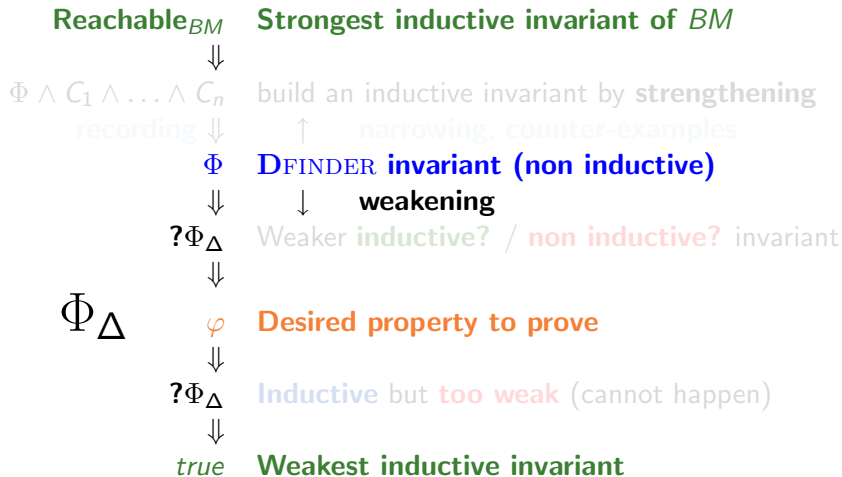 Reachable_BM Strongest inductive invariant of BM
⇓
Φ ∧ C_1 ∧ … ∧ C_n build an inductive invariant by strengthening
recording ⇓ ↑ narrowing, counter-examples
Φ DFINDER invariant (non inductive)
⇓ ↓ weakening
?Φ_Δ Weaker inductive? / non inductive? invariant
⇓
Φ_Δ
φ Desired property to prove
⇓
?Φ_Δ Inductive but too weak (cannot happen)
⇓
true Weakest inductive invariant